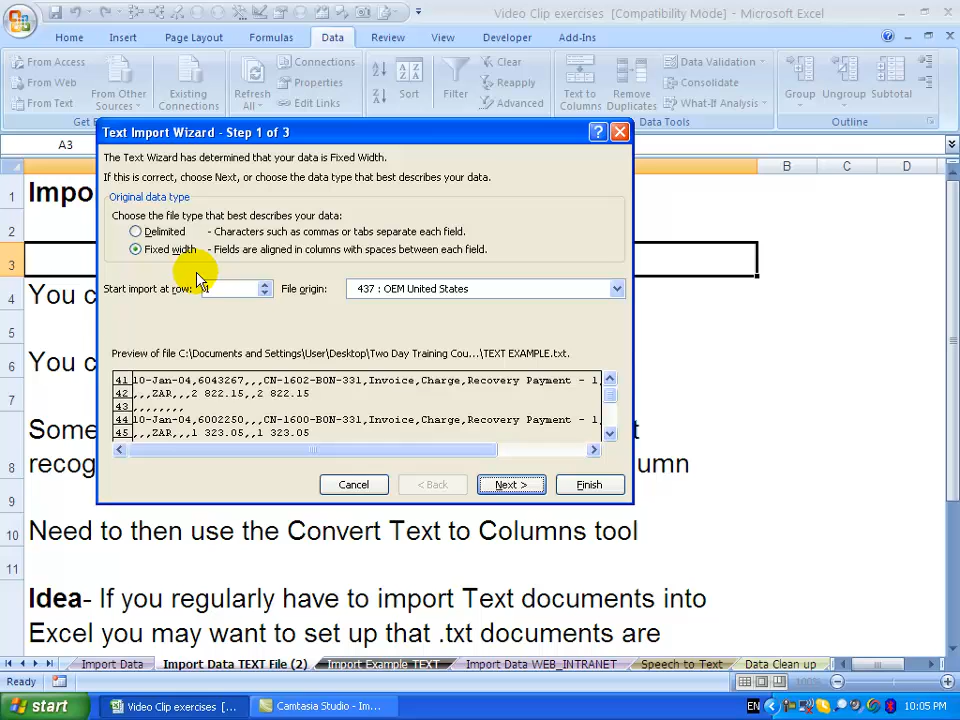 Video Clip exercises [Compatibility Mode] - Microsoft Excel
Home Insert Page Layout Formulas Data Review View Developer Add-Ins
From Access
From Web
From Text
From Other Sources
Existing Connections
Refresh All
Connections
Properties
Edit Links
Sort
Filter
Clear
Reapply
Advanced
Text to Columns
Remove Duplicates
Data Validation
Consolidate
What-If Analysis
Group
Ungroup
Subtotal
Data Tools
Outline
A3
B C D
Text Import Wizard - Step 1 of 3
The Text Wizard has determined that your data is Fixed Width.
If this is correct, choose Next, or choose the data type that best describes your data.
Original data type
Choose the file type that best describes your data:
Delimited - Characters such as commas or tabs separate each field.
Fixed width - Fields are aligned in columns with spaces between each field.
Start import at row: 1 File origin: 437 : OEM United States
Preview of file C:\Documents and Settings\User\Desktop\Two Day Training Cou...\TEXT EXAMPLE.txt.
41 10-Jan-04,6043267,,,CN-1602-BON-331,Invoice,Charge,Recovery Payment - 1,
42 ,,,ZAR,,,2 822.15,,2 822.15
43 ,,,,,,,,
44 10-Jan-04,6002250,,,CN-1600-BON-331,Invoice,Charge,Recovery Payment - 1,
45 ,,,ZAR,,,1 323.05,,1 323.05
Cancel < Back Next > Finish
1 Impo
2
3
4 You c
5
6 You c
7
Some t
8 recog lumn
9
10 Need to then use the Convert Text to Columns tool
11
Idea- If you regularly have to import Text documents into
Excel you may want to set up that .txt documents are
Import Data Import Data TEXT File (2) Import Example TEXT Import Data WEB_INTRANET Speech to Text Data Clean up
Ready 100%
start Video Clip exercises [... Camtasia Studio - Im... EN 10:05 PM